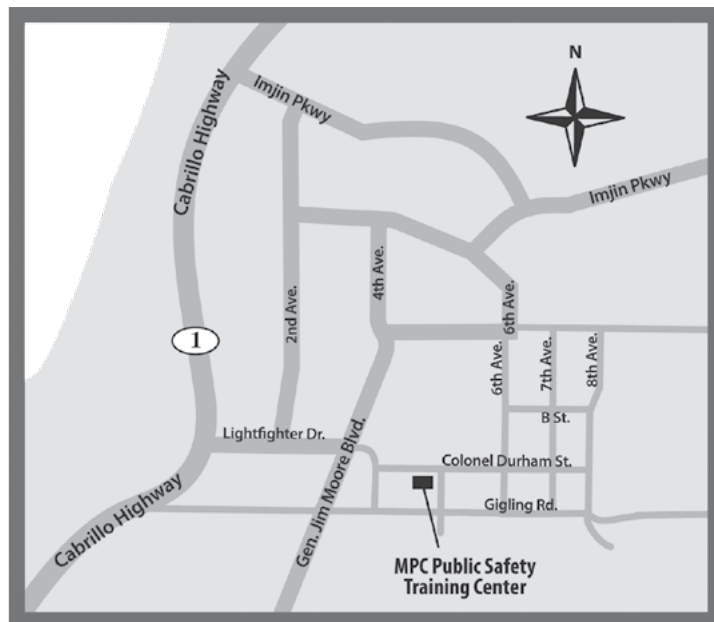 N
Cabrillo Highway
Imjin Pkwy
Imjin Pkwy
4th Ave.
2nd Ave.
6th Ave.
1
6th Ave.
7th Ave.
8th Ave.
B St.
Lightfighter Dr.
Gen. Jim Moore Blvd.
Colonel Durham St.
Gigling Rd.
Cabrillo Highway
MPC Public Safety
Training Center